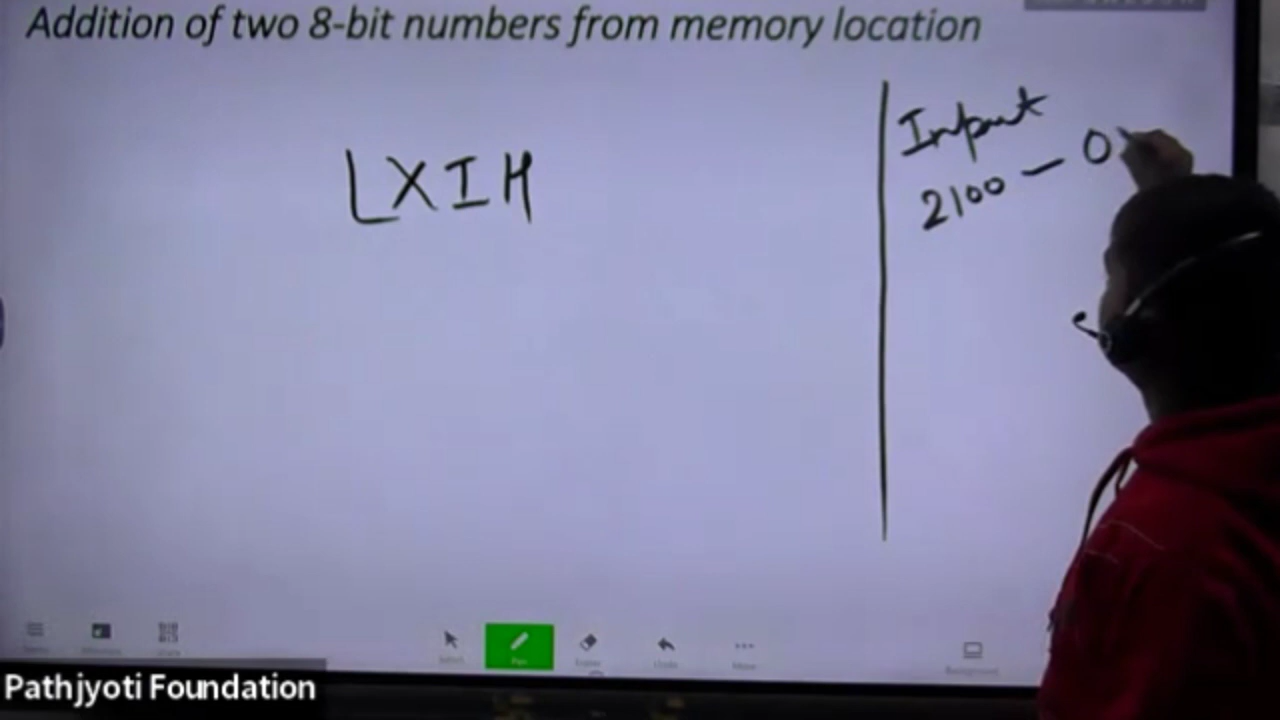 Addition of two 8-bit numbers from memory location
LXI H
Input
2100 - 0
Pathjyoti Foundation